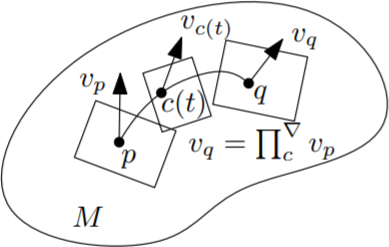 v_{c(t)}
v_q
v_p
c(t)
q
p
v_q = ∏_c^∇ v_p
M